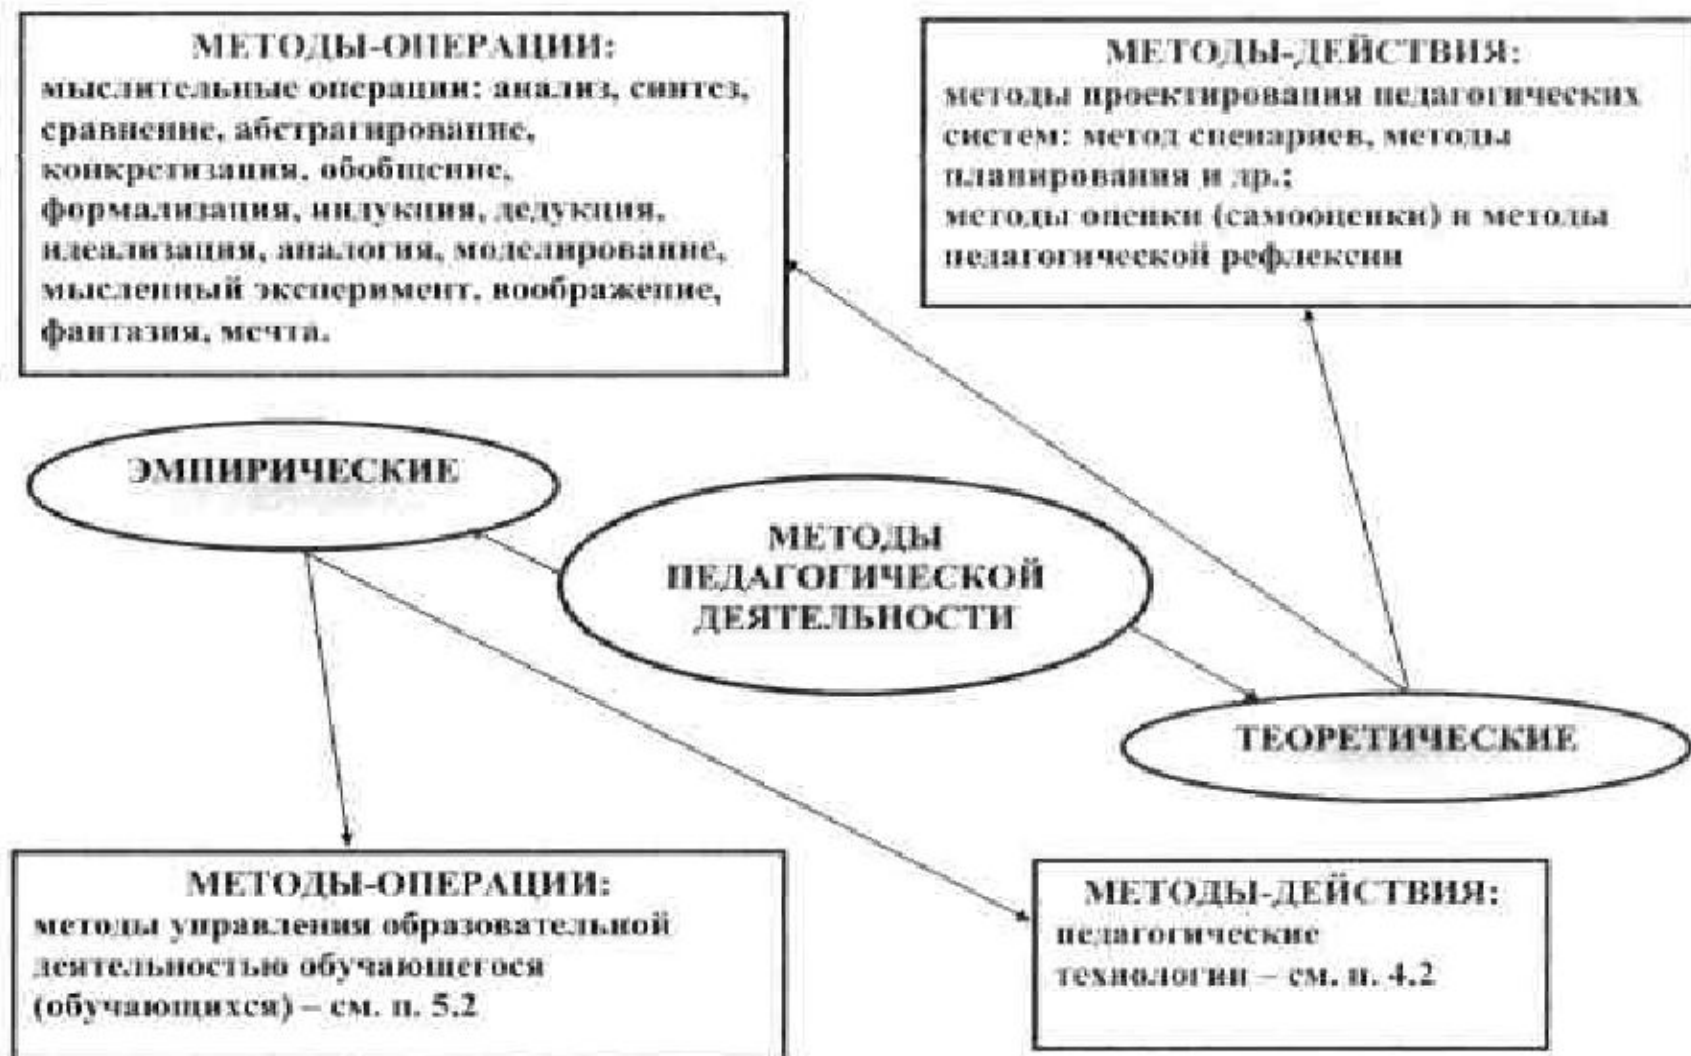 МЕТОДЫ-ОПЕРАЦИИ:
мыслительные операции: анализ, синтез,
сравнение, абстрагирование,
конкретизация, обобщение,
формализация, индукция, дедукция,
идеализация, аналогия, моделирование,
мысленный эксперимент, воображение,
фантазия, мечта.
МЕТОДЫ-ДЕЙСТВИЯ:
методы проектирования педагогических
систем: метод сценариев, методы
планирования и др.;
методы оценки (самооценки) и методы
педагогической рефлексии
ЭМПИРИЧЕСКИЕ
МЕТОДЫ
ПЕДАГОГИЧЕСКОЙ
ДЕЯТЕЛЬНОСТИ
ТЕОРЕТИЧЕСКИЕ
МЕТОДЫ-ОПЕРАЦИИ:
методы управления образовательной
деятельностью обучающегося
(обучающихся) – см. п. 5.2
МЕТОДЫ-ДЕЙСТВИЯ:
педагогические
технологии – см. п. 4.2